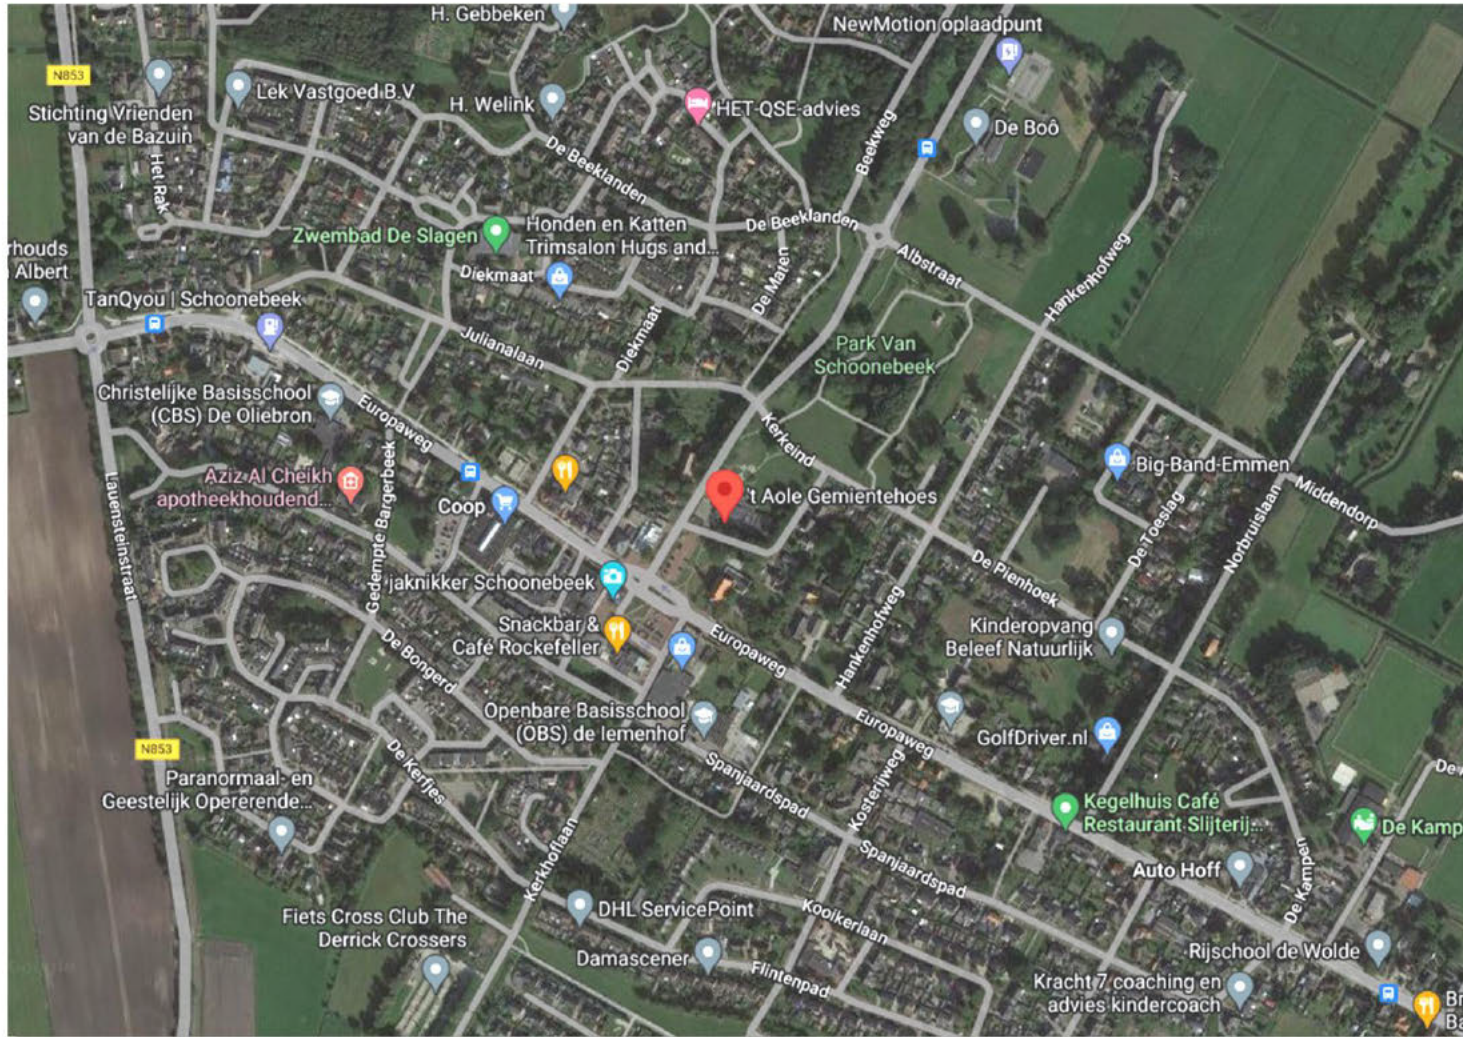 H. Gebbeken
NewMotion oplaadpunt
N853
Lek Vastgoed B.V
H. Welink
HET-QSE-advies
Stichting Vrienden
van de Bazuin
De Boô
Beekweg
Het Rak
De Beeklanden
Zwembad De Slagen
Honden en Katten
Trimsalon Hugs and...
De Beeklanden
Albstraat
Hankenhofweg
rhouds
Albert
Diekmaat
De Maten
TanQyou | Schoonebeek
Julianalaan
Diekmaat
Park Van
Schoonebeek
Christelijke Basisschool
(CBS) De Oliebron
Europaweg
Kerkeind
Aziz Al Cheikh
apotheekhoudend...
Gedempte Bargerbeek
Coop
't Aole Gemientehoes
Big-Band-Emmen
Middendorp
De Toeslag
Norbruislaan
Lauensteinstraat
jaknikker Schoonebeek
De Pienhoek
Snackbar &
Café Rockefeller
Europaweg
Hankenhofweg
Kinderopvang
Beleef Natuurlijk
De Bongerd
Openbare Basisschool
(OBS) de Iemenhof
Europaweg
GolfDriver.nl
N853
De Kerfjes
Spanjaardspad
Kosterijweg
Paranormaal- en
Geestelijk Opererende...
Kegelhuis Café
Restaurant Slijterij...
De Kamp
Kerkhoflaan
Spanjaardspad
Auto Hoff
De Kampen
Fiets Cross Club The
Derrick Crossers
DHL ServicePoint
Kooikerlaan
Damascener
Flintenpad
Rijschool de Wolde
Kracht 7 coaching en
advies kindercoach
Br
Ba